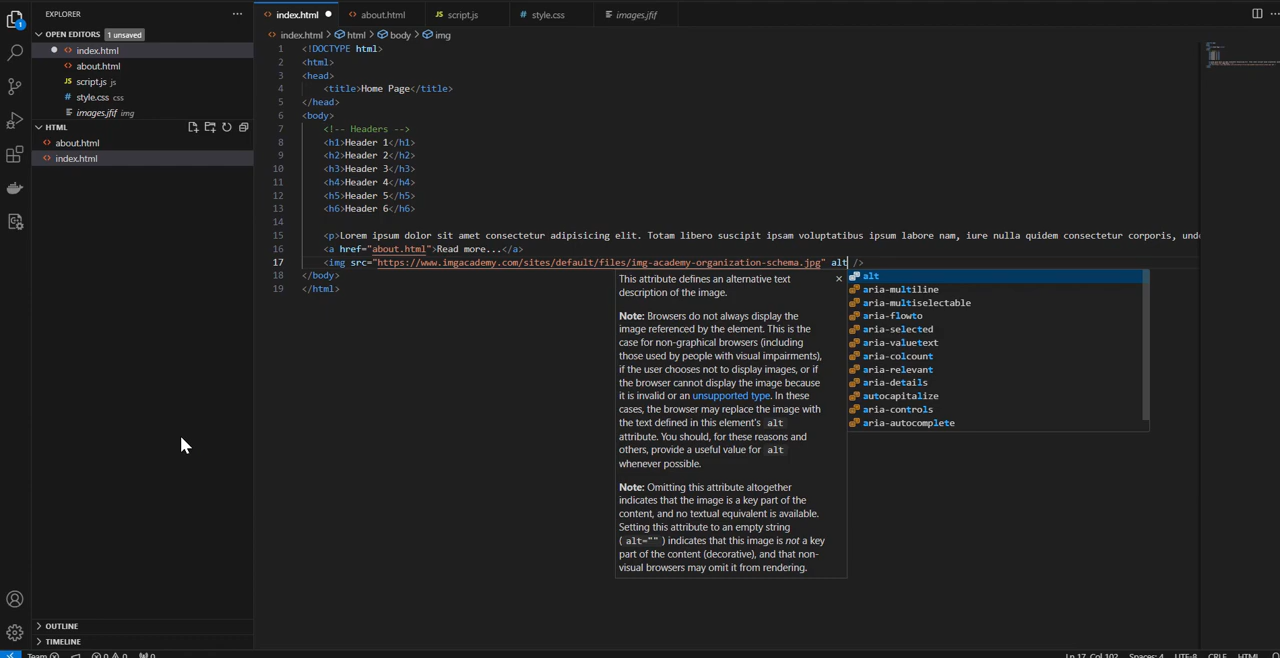 EXPLORER
OPEN EDITORS 1 unsaved
index.html
about.html
script.js js
style.css css
images.jfif img
HTML
about.html
index.html
OUTLINE
TIMELINE
index.html
about.html
JS script.js
# style.css
images.jfif
index.html > html > body > img
1 <!DOCTYPE html>
2 <html>
3 <head>
4 <title>Home Page</title>
5 </head>
6 <body>
7 <!-- Headers -->
8 <h1>Header 1</h1>
9 <h2>Header 2</h2>
10 <h3>Header 3</h3>
11 <h4>Header 4</h4>
12 <h5>Header 5</h5>
13 <h6>Header 6</h6>
14
15 <p>Lorem ipsum dolor sit amet consectetur adipisicing elit. Totam libero suscipit ipsam voluptatibus ipsum labore nam, iure nulla quidem consectetur corporis, und
16 <a href="about.html">Read more...</a>
17 <img src="https://www.imgacademy.com/sites/default/files/img-academy-organization-schema.jpg" alt />
18 </body>
19 </html>
This attribute defines an alternative text
description of the image.
Note: Browsers do not always display the
image referenced by the element. This is the
case for non-graphical browsers (including
those used by people with visual impairments),
if the user chooses not to display images, or if
the browser cannot display the image because
it is invalid or an unsupported type. In these
cases, the browser may replace the image with
the text defined in this element's alt
attribute. You should, for these reasons and
others, provide a useful value for alt
whenever possible.
Note: Omitting this attribute altogether
indicates that the image is a key part of the
content, and no textual equivalent is available.
Setting this attribute to an empty string
(alt="") indicates that this image is not a key
part of the content (decorative), and that non-
visual browsers may omit it from rendering.
alt
aria-multiline
aria-multiselectable
aria-flowto
aria-selected
aria-valuetext
aria-colcount
aria-relevant
aria-details
autocapitalize
aria-controls
aria-autocomplete
Team 0 0 0 Ln 17, Col 102 Spaces: 4 UTF-8 CRLF HTML